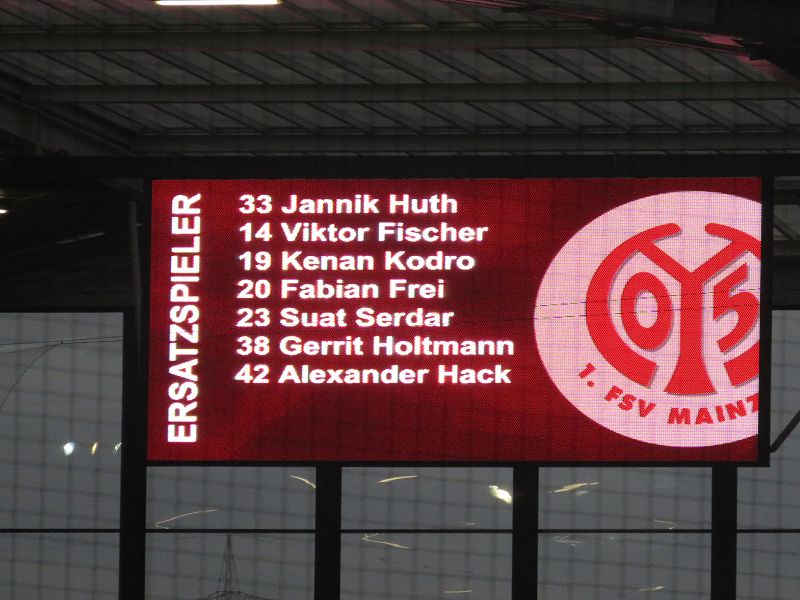 ERSATZSPIELER
33 Jannik Huth
14 Viktor Fischer
19 Kenan Kodro
20 Fabian Frei
23 Suat Serdar
38 Gerrit Holtmann
42 Alexander Hack
05
1. FSV MAINZ